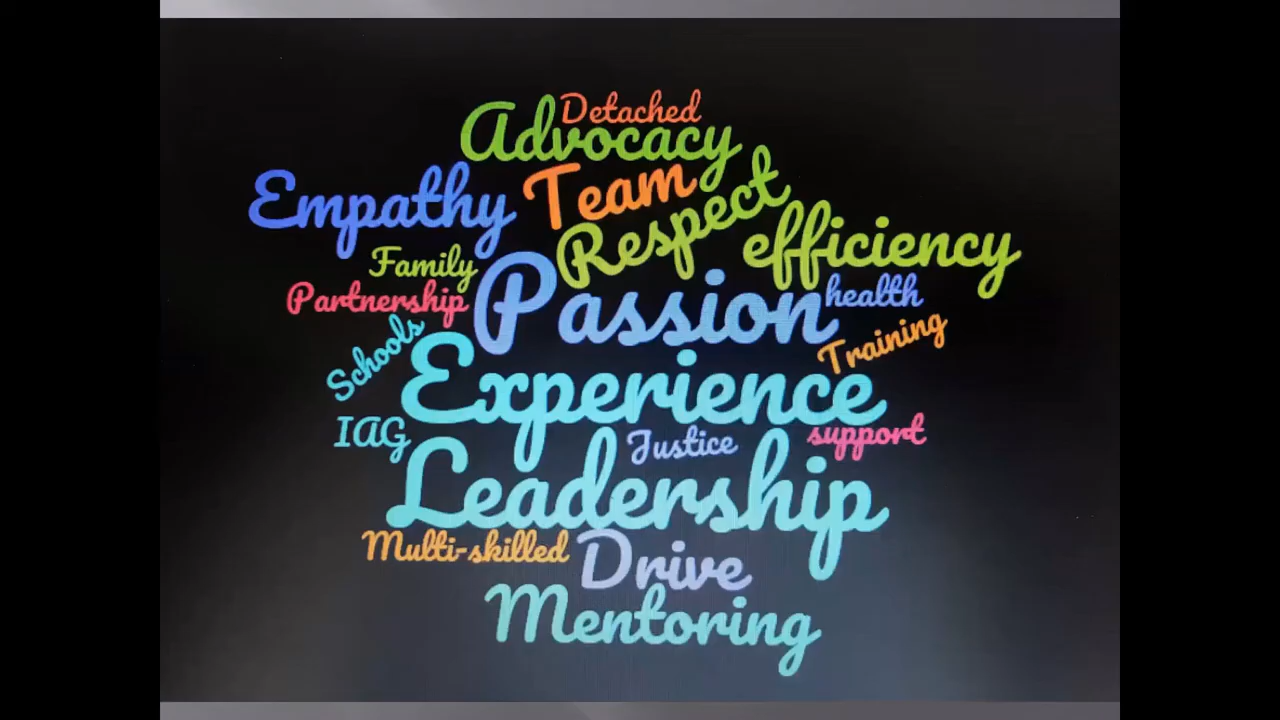 Detached
Advocacy
Empathy
Team
Respect
efficiency
Family
Partnership
Passion
health
Schools
Training
Experience
IAG
Justice
support
Leadership
Multi-skilled
Drive
Mentoring